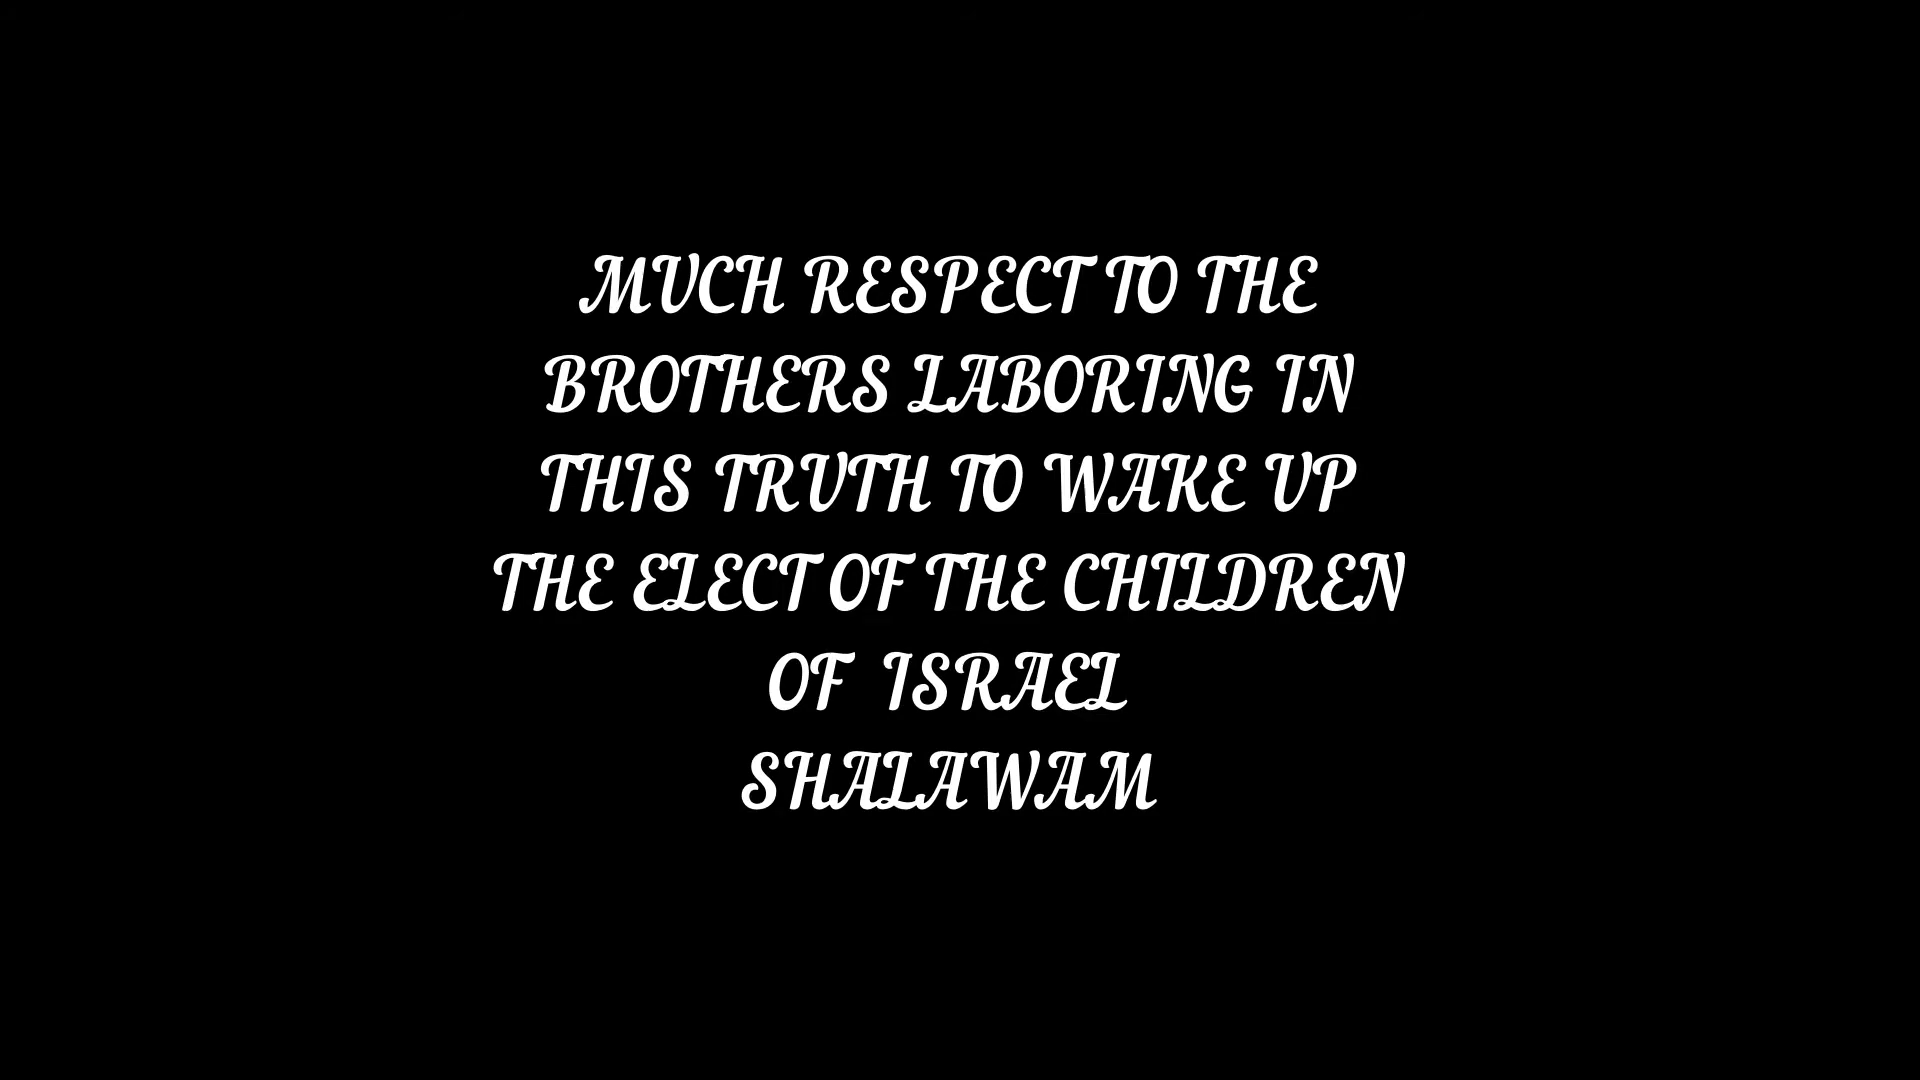 MUCH RESPECT TO THE
BROTHERS LABORING IN
THIS TRUTH TO WAKE UP
THE ELECT OF THE CHILDREN
OF ISRAEL
SHALAWAM